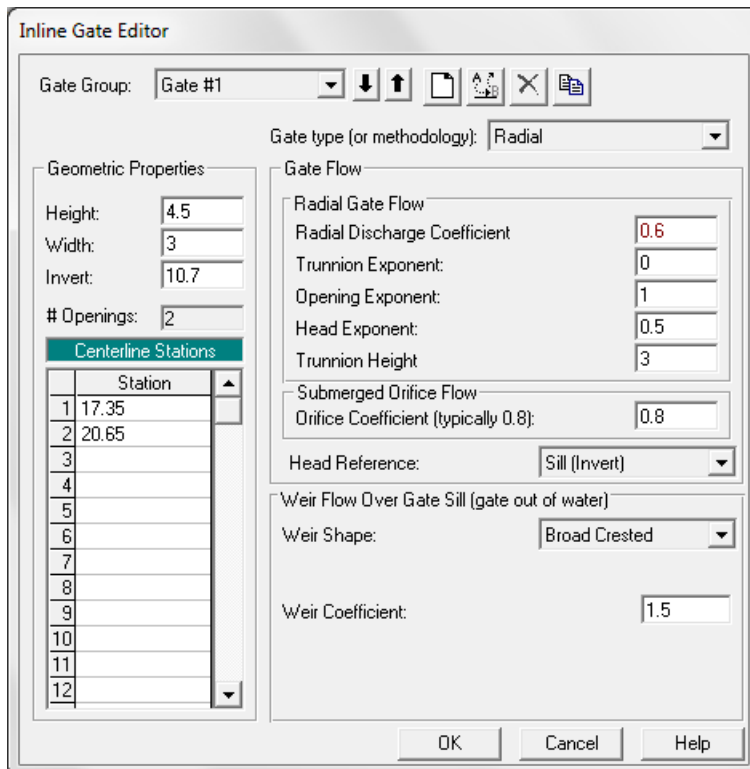 Inline Gate Editor
Gate Group: Gate #1
Gate type (or methodology): Radial
Geometric Properties
Height: 4.5
Width: 3
Invert: 10.7
# Openings: 2
Centerline Stations
Station
1 17.35
2 20.65
3
4
5
6
7
8
9
10
11
12
Gate Flow
Radial Gate Flow
Radial Discharge Coefficient 0.6
Trunnion Exponent: 0
Opening Exponent: 1
Head Exponent: 0.5
Trunnion Height 3
Submerged Orifice Flow
Orifice Coefficient (typically 0.8): 0.8
Head Reference: Sill (Invert)
Weir Flow Over Gate Sill (gate out of water)
Weir Shape: Broad Crested
Weir Coefficient: 1.5
OK Cancel Help